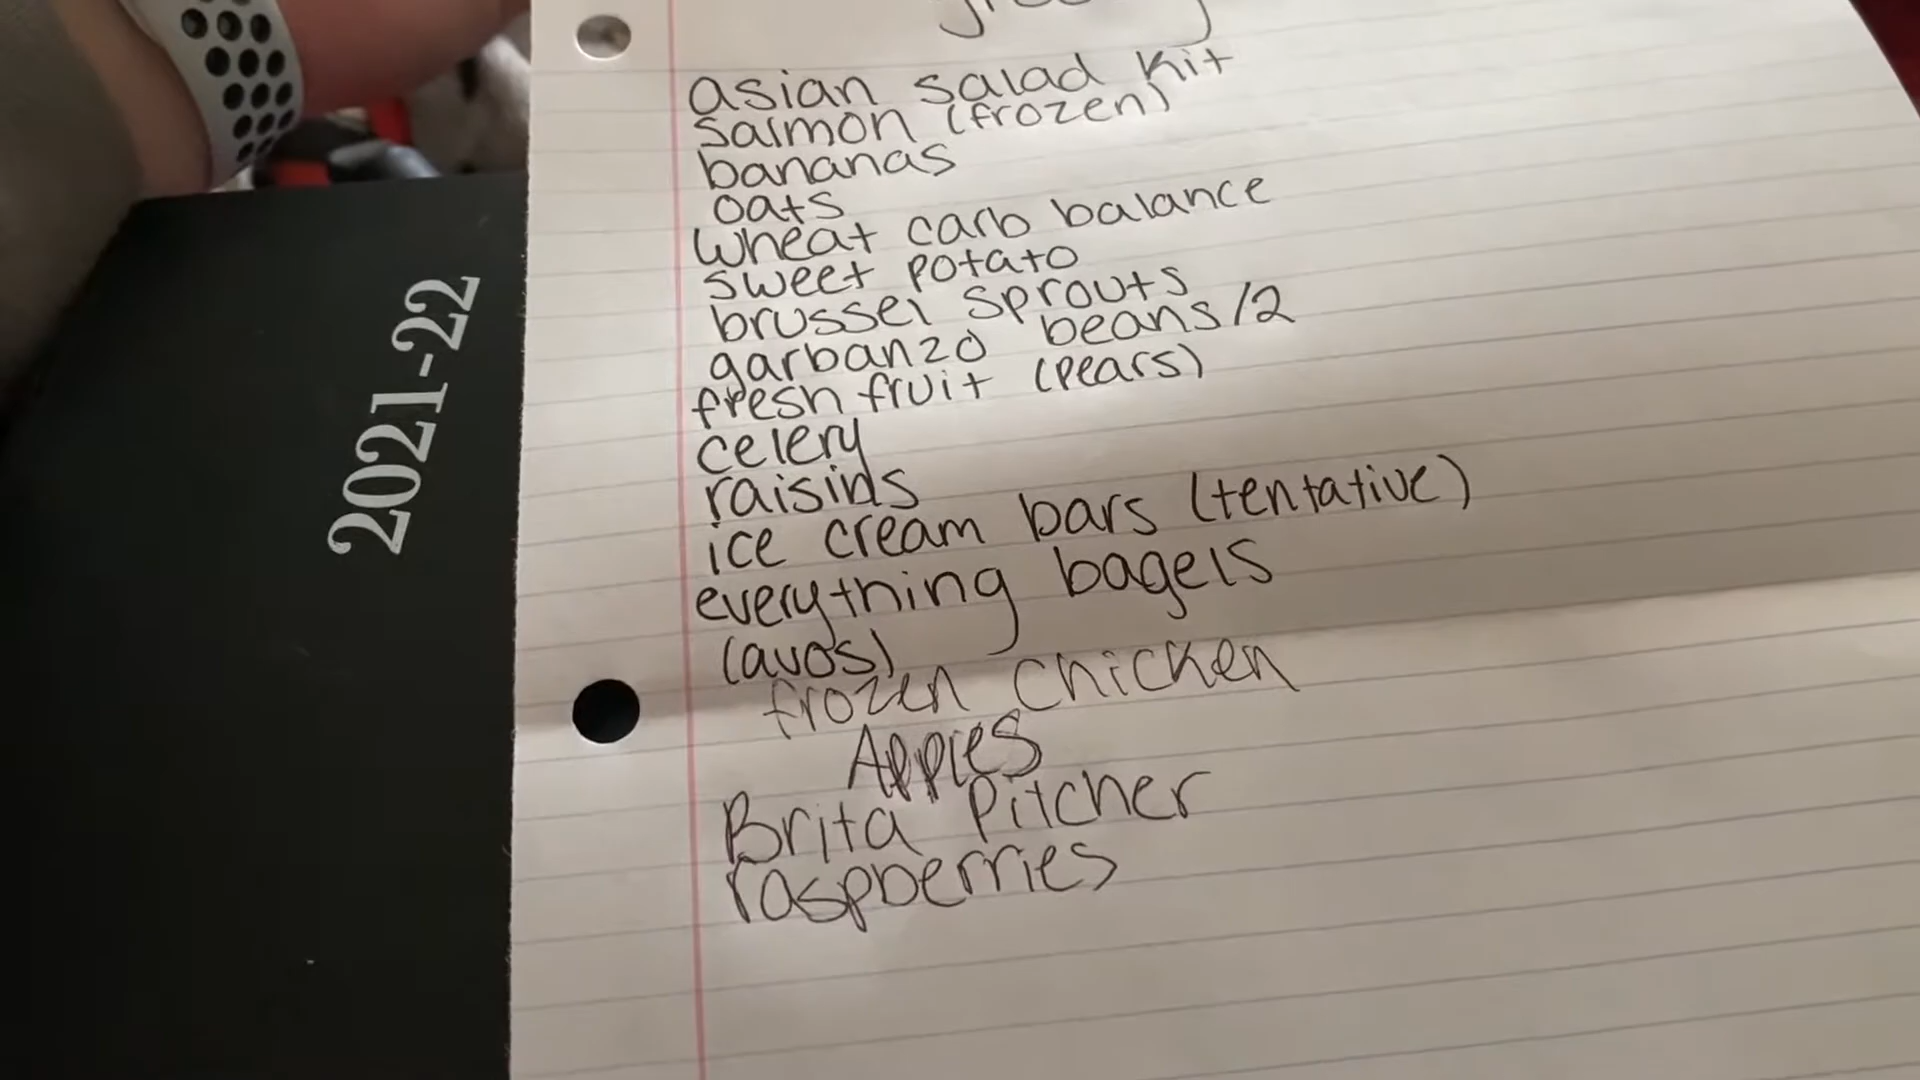 asian salad kit
salmon (frozen)
bananas
oats
wheat carb balance
sweet potato
brussel sprouts
garbanzo beans/2
fresh fruit (pears)
celery
raisins
ice cream bars (tentative)
everything bagels
(avos)
frozen chicken
Apples
Brita Pitcher
raspberries
2021-22